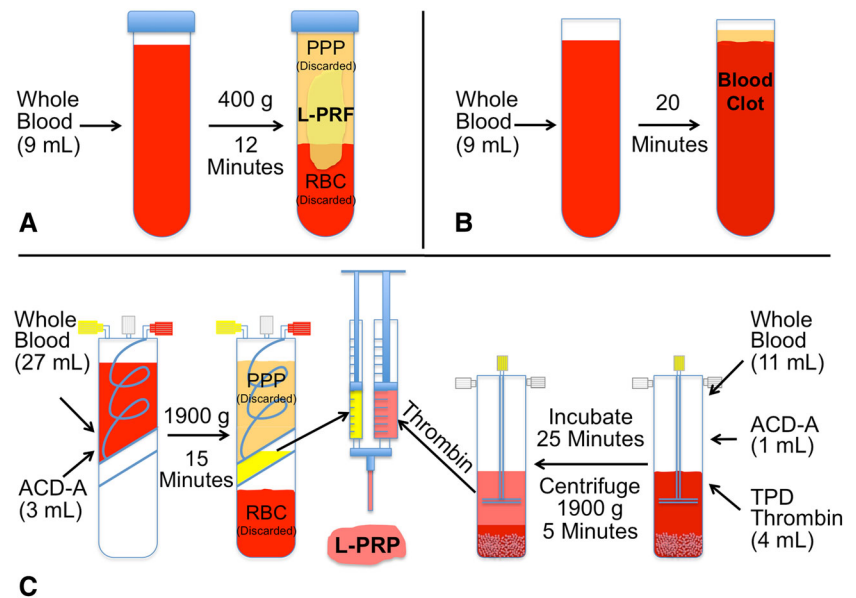 Whole
Blood
(9 mL)
400 g
12
Minutes
PPP
(Discarded)
L-PRF
RBC
(Discarded)
A
Whole
Blood
(9 mL)
20
Minutes
Blood
Clot
B
Whole
Blood
(27 mL)
ACD-A
(3 mL)
1900 g
15
Minutes
PPP
(Discarded)
RBC
(Discarded)
L-PRP
Thrombin
Incubate
25 Minutes
Centrifuge
1900 g
5 Minutes
Whole
Blood
(11 mL)
ACD-A
(1 mL)
TPD
Thrombin
(4 mL)
C